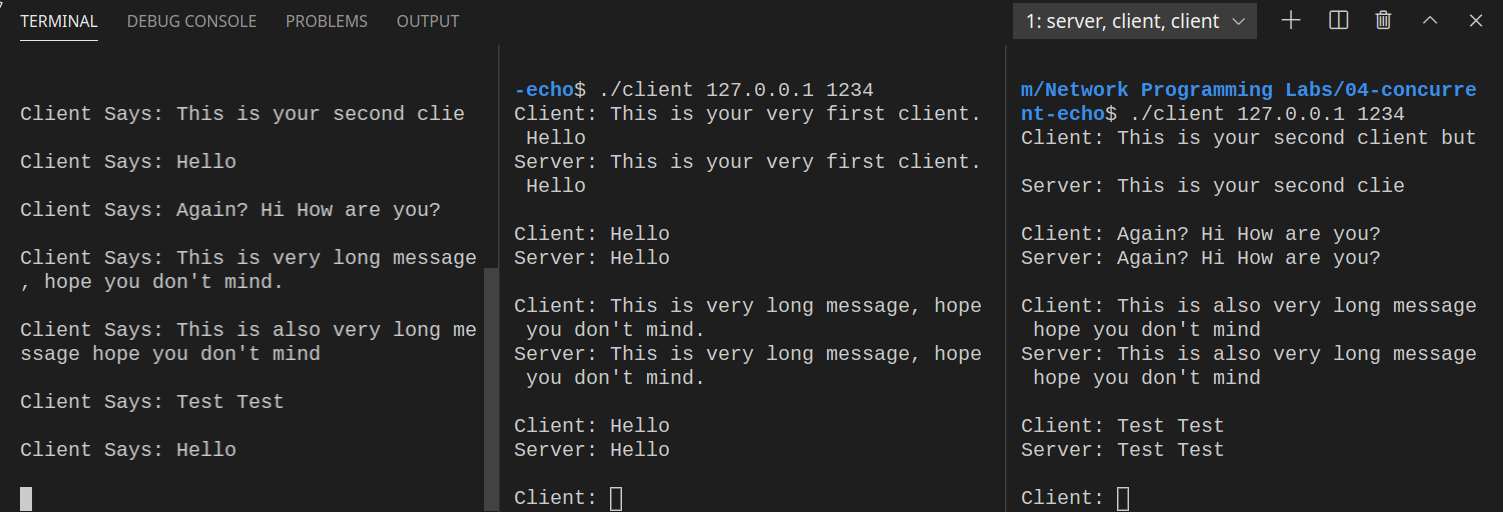 TERMINAL DEBUG CONSOLE PROBLEMS OUTPUT 1: server, client, client
Client Says: This is your second clie
Client Says: Hello
Client Says: Again? Hi How are you?
Client Says: This is very long message
, hope you don't mind.
Client Says: This is also very long me
ssage hope you don't mind
Client Says: Test Test
Client Says: Hello
-echo$ ./client 127.0.0.1 1234
Client: This is your very first client.
Hello
Server: This is your very first client.
Hello
Client: Hello
Server: Hello
Client: This is very long message, hope
you don't mind.
Server: This is very long message, hope
you don't mind.
Client: Hello
Server: Hello
Client:
m/Network Programming Labs/04-concurre
nt-echo$ ./client 127.0.0.1 1234
Client: This is your second client but
Server: This is your second clie
Client: Again? Hi How are you?
Server: Again? Hi How are you?
Client: This is also very long message
hope you don't mind
Server: This is also very long message
hope you don't mind
Client: Test Test
Server: Test Test
Client: